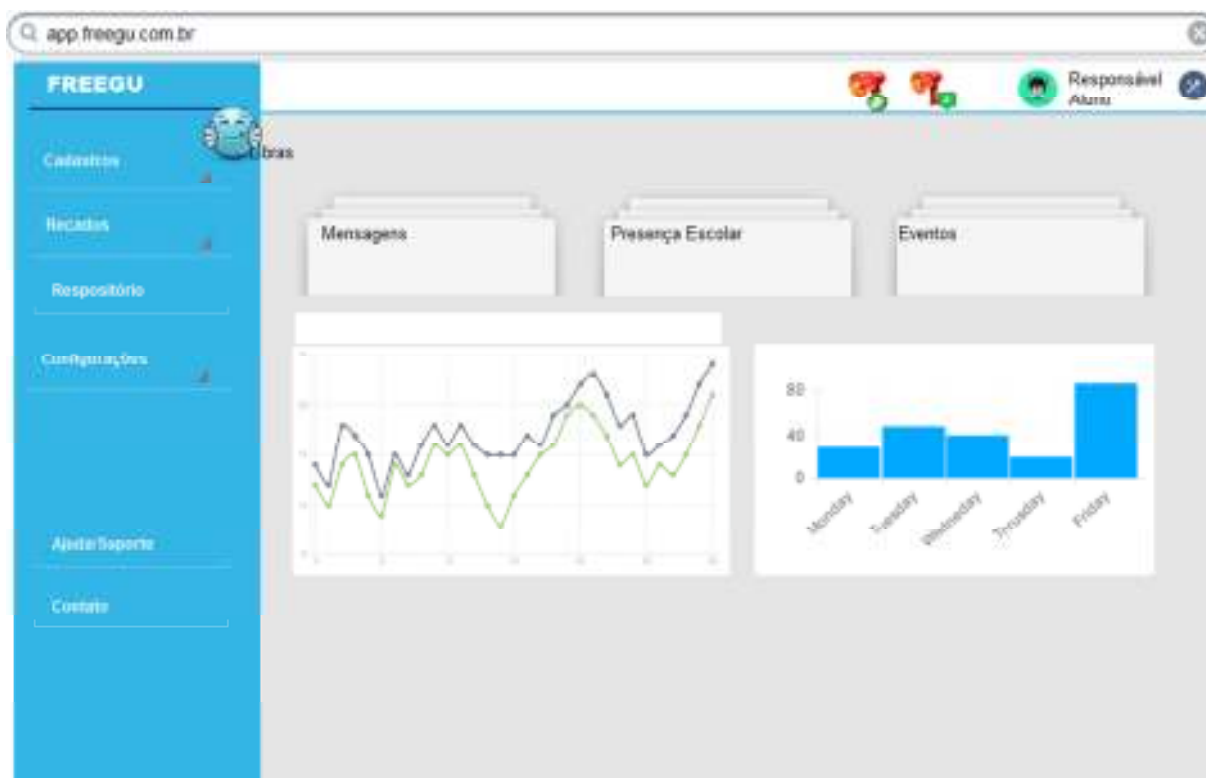 app.freegu.com.br
FREEGU
Responsável
Aluno
Libras
Cadastros
Recados
Respositório
Configurações
Ajuda/Suporte
Contato
Mensagens
Presença Escolar
Eventos
80
40
0
Monday
Tuesday
Wednesday
Thrusday
Friday